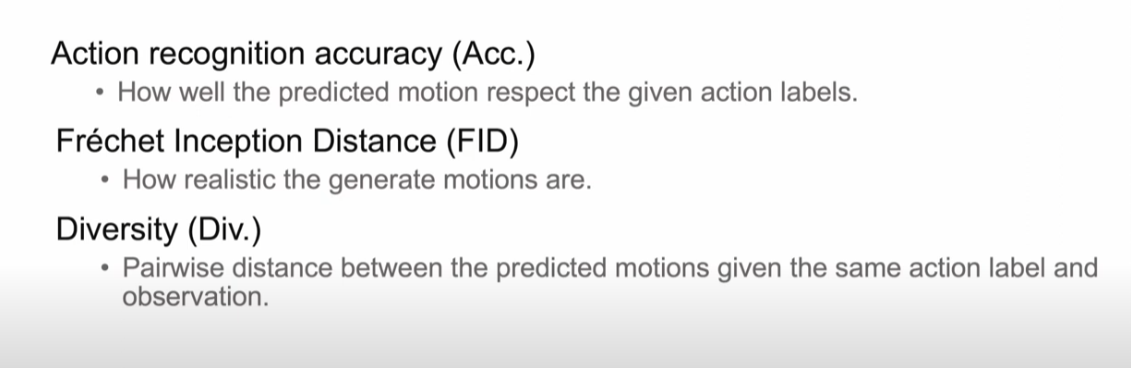 Action recognition accuracy (Acc.)
• How well the predicted motion respect the given action labels.
Fréchet Inception Distance (FID)
• How realistic the generate motions are.
Diversity (Div.)
• Pairwise distance between the predicted motions given the same action label and
observation.